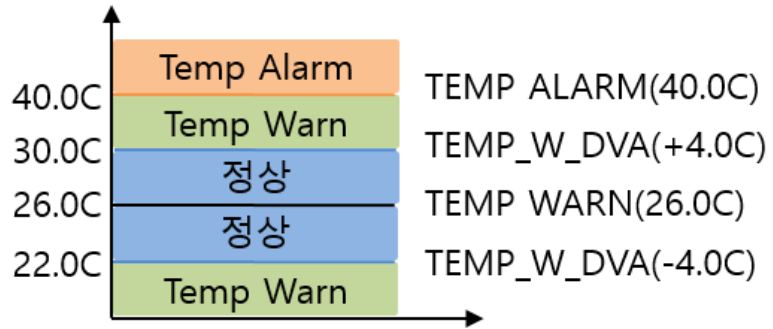 Temp Alarm
40.0C
TEMP ALARM(40.0C)
Temp Warn
30.0C
TEMP_W_DVA(+4.0C)
정상
26.0C
TEMP WARN(26.0C)
정상
22.0C
TEMP_W_DVA(-4.0C)
Temp Warn